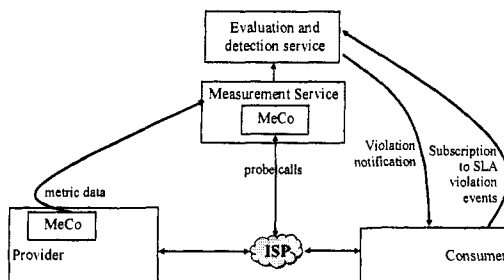 Evaluation and
detection service
Measurement Service
MeCo
Violation
notification
Subscription
to SLA
violation
events
probe calls
metric data
MeCo
Provider
ISP
Consume